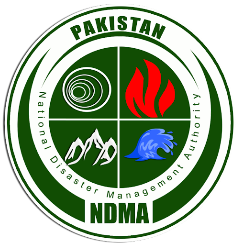 PAKISTAN
National Disaster Management Authority
NDMA